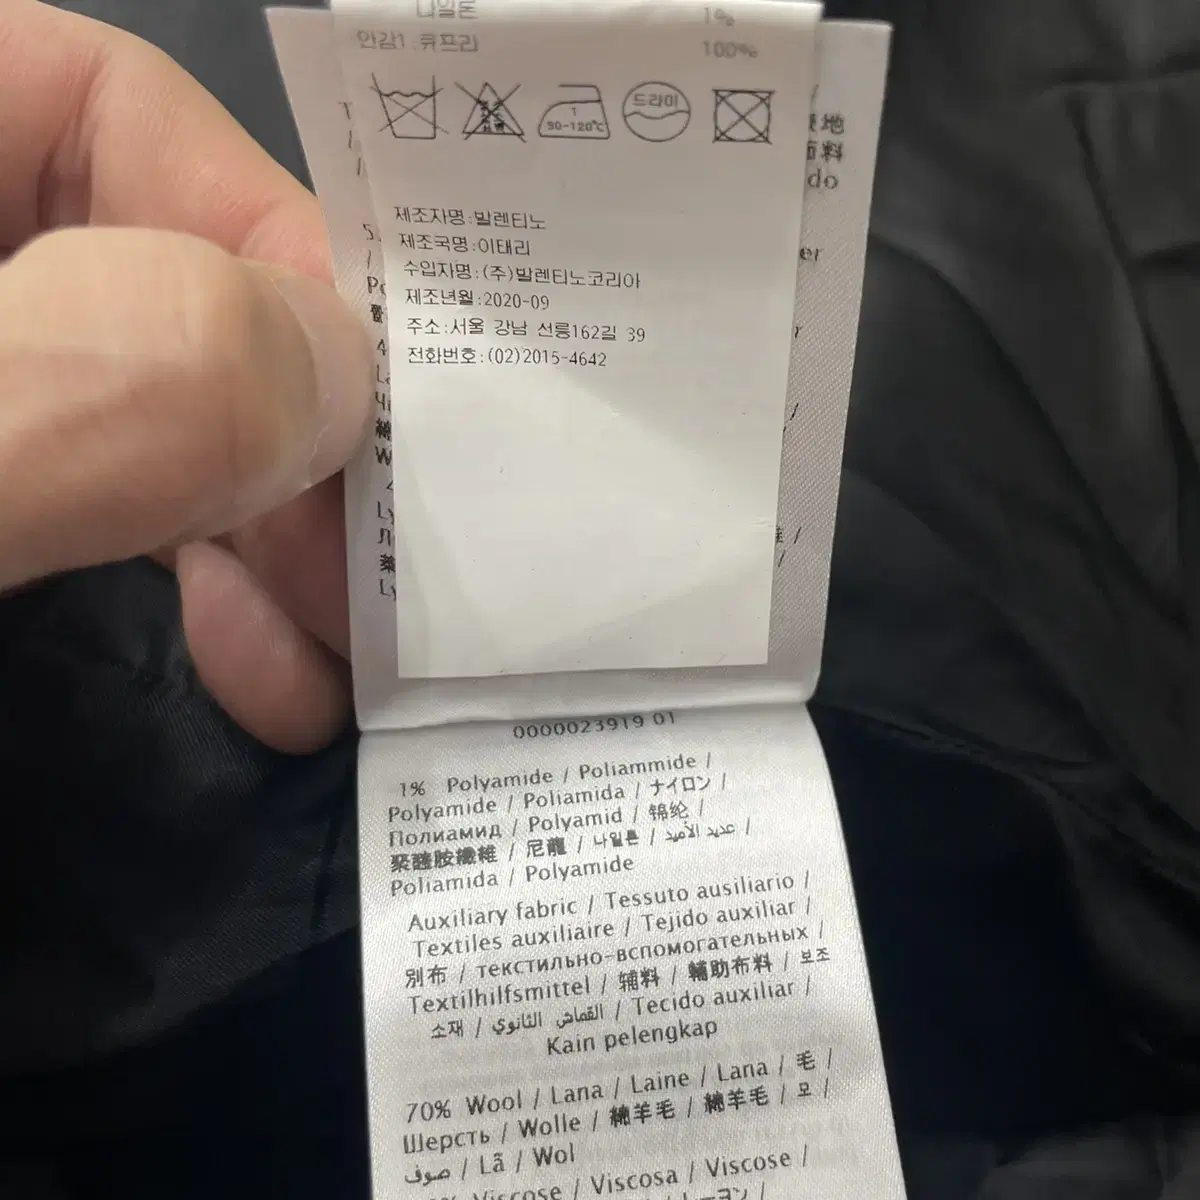 나일론 1%
안감1:큐프라 100%
1
90-120℃
드라이
제조자명:발렌티노
제조국명:이태리
수입자명:(주)발렌티노코리아
제조년월:2020-09
주소:서울 강남 선릉162길 39
전화번호:(02)2015-4642
地
料
do
er
0000023919 01
1% Polyamide / Poliammide /
Polyamide / Poliamida / ナイロン /
Полиамид / Polyamid / 锦纶 /
聚醯胺纖維 / 尼龍 / 나일론 / عديد الأميد /
Poliamida / Polyamide
Auxiliary fabric / Tessuto ausiliario /
Textiles auxiliaire / Tejido auxiliar /
別布 / текстильно-вспомогательных /
Textilhilfsmittel / 辅料 / 輔助布料 / 보조
소재 / القماش الثانوي / Tecido auxiliar /
Kain pelengkap
70% Wool / Lana / Laine / Lana / 毛 /
Шерсть / Wolle / 綿羊毛 / 綿羊毛 / 모 /
صوف / Lã / Wol
Viscose / Viscosa / Viscose /